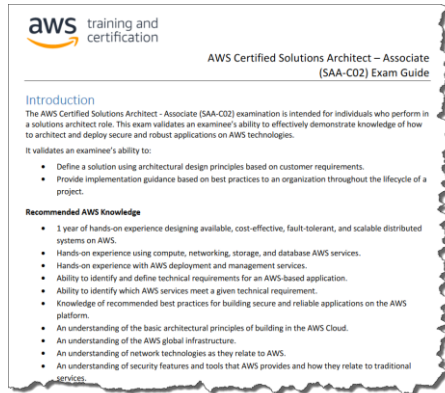 aws training and
certification
AWS Certified Solutions Architect – Associate
(SAA-C02) Exam Guide
Introduction
The AWS Certified Solutions Architect - Associate (SAA-C02) examination is intended for individuals who perform in
a solutions architect role. This exam validates an examinee's ability to effectively demonstrate knowledge of how
to architect and deploy secure and robust applications on AWS technologies.
It validates an examinee's ability to:
• Define a solution using architectural design principles based on customer requirements.
• Provide implementation guidance based on best practices to an organization throughout the lifecycle of a
project.
Recommended AWS Knowledge
• 1 year of hands-on experience designing available, cost-effective, fault-tolerant, and scalable distributed
systems on AWS.
• Hands-on experience using compute, networking, storage, and database AWS services.
• Hands-on experience with AWS deployment and management services.
• Ability to identify and define technical requirements for an AWS-based application.
• Ability to identify which AWS services meet a given technical requirement.
• Knowledge of recommended best practices for building secure and reliable applications on the AWS
platform.
• An understanding of the basic architectural principles of building in the AWS Cloud.
• An understanding of the AWS global infrastructure.
• An understanding of network technologies as they relate to AWS.
• An understanding of security features and tools that AWS provides and how they relate to traditional
services.